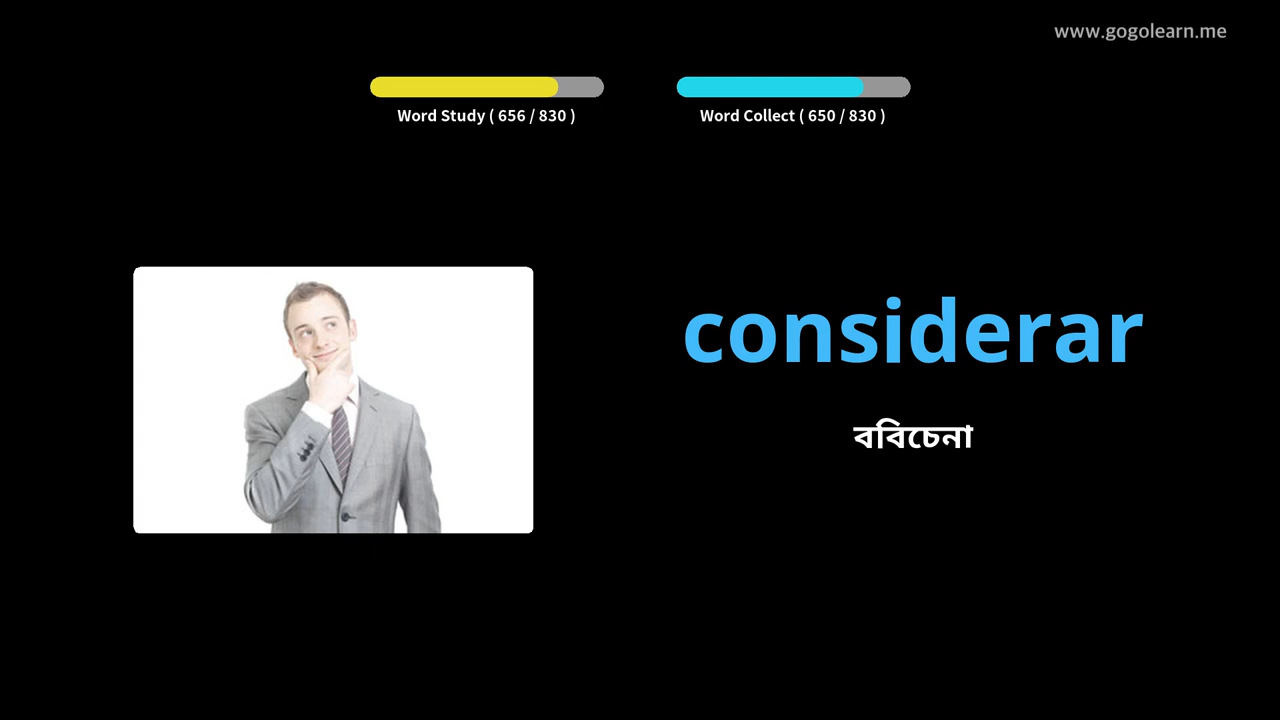 www.gogolearn.me
Word Study ( 656 / 830 )
Word Collect ( 650 / 830 )
considerar
ববিচেনা